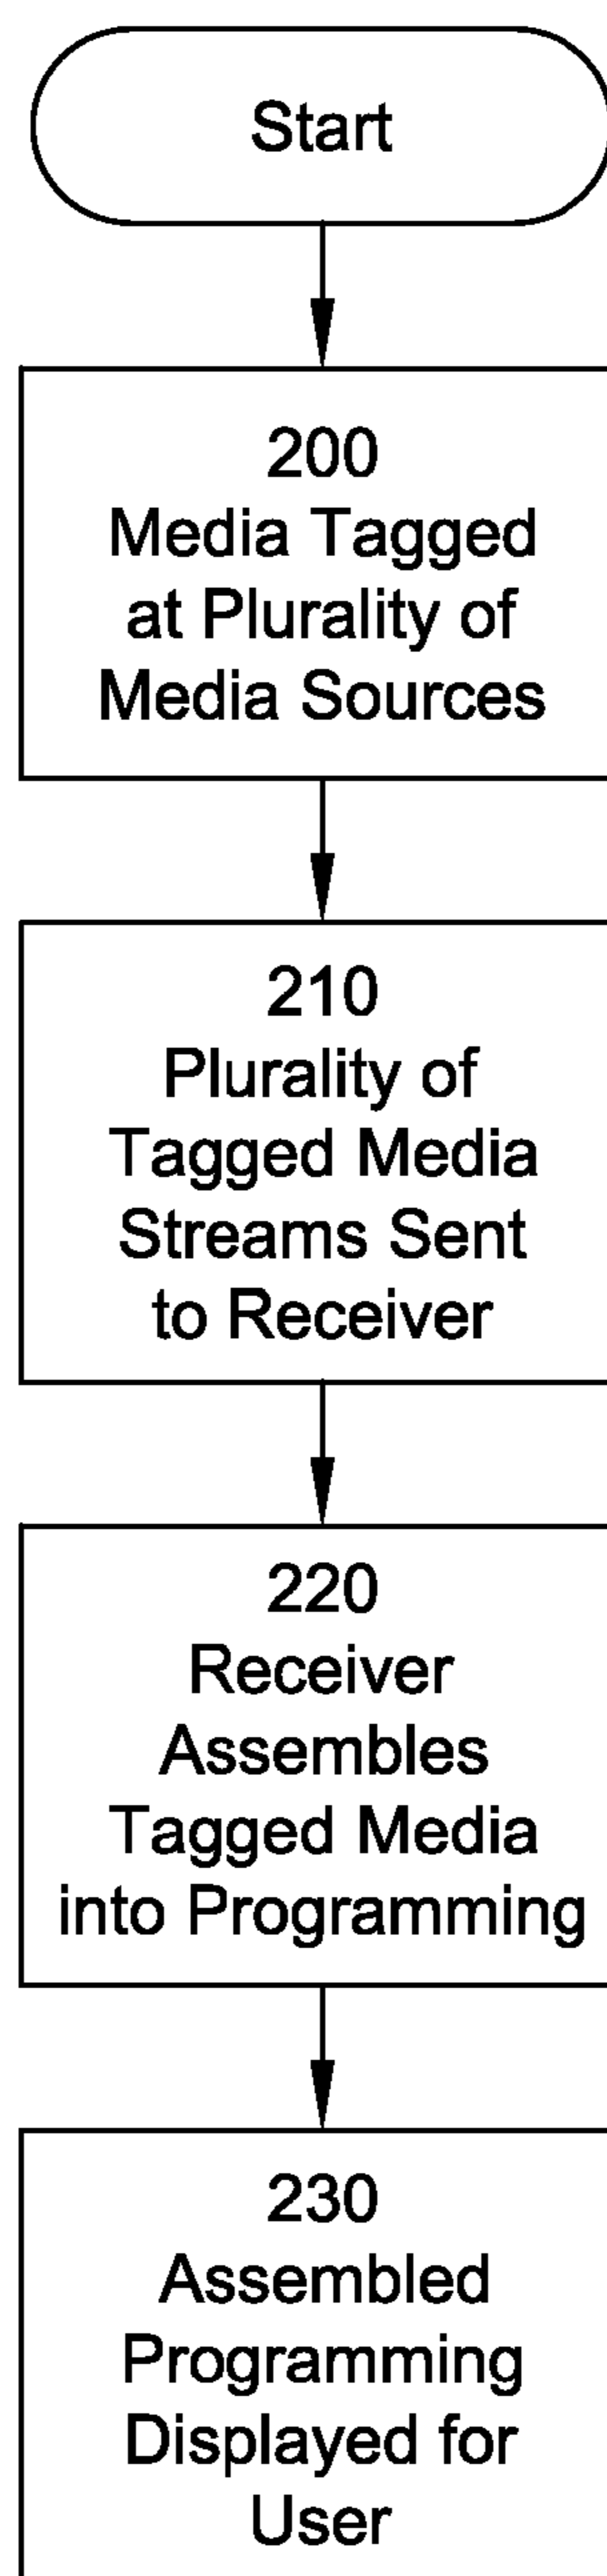 Start
200
Media Tagged
at Plurality of
Media Sources
210
Plurality of
Tagged Media
Streams Sent
to Receiver
220
Receiver
Assembles
Tagged Media
into Programming
230
Assembled
Programming
Displayed for
User